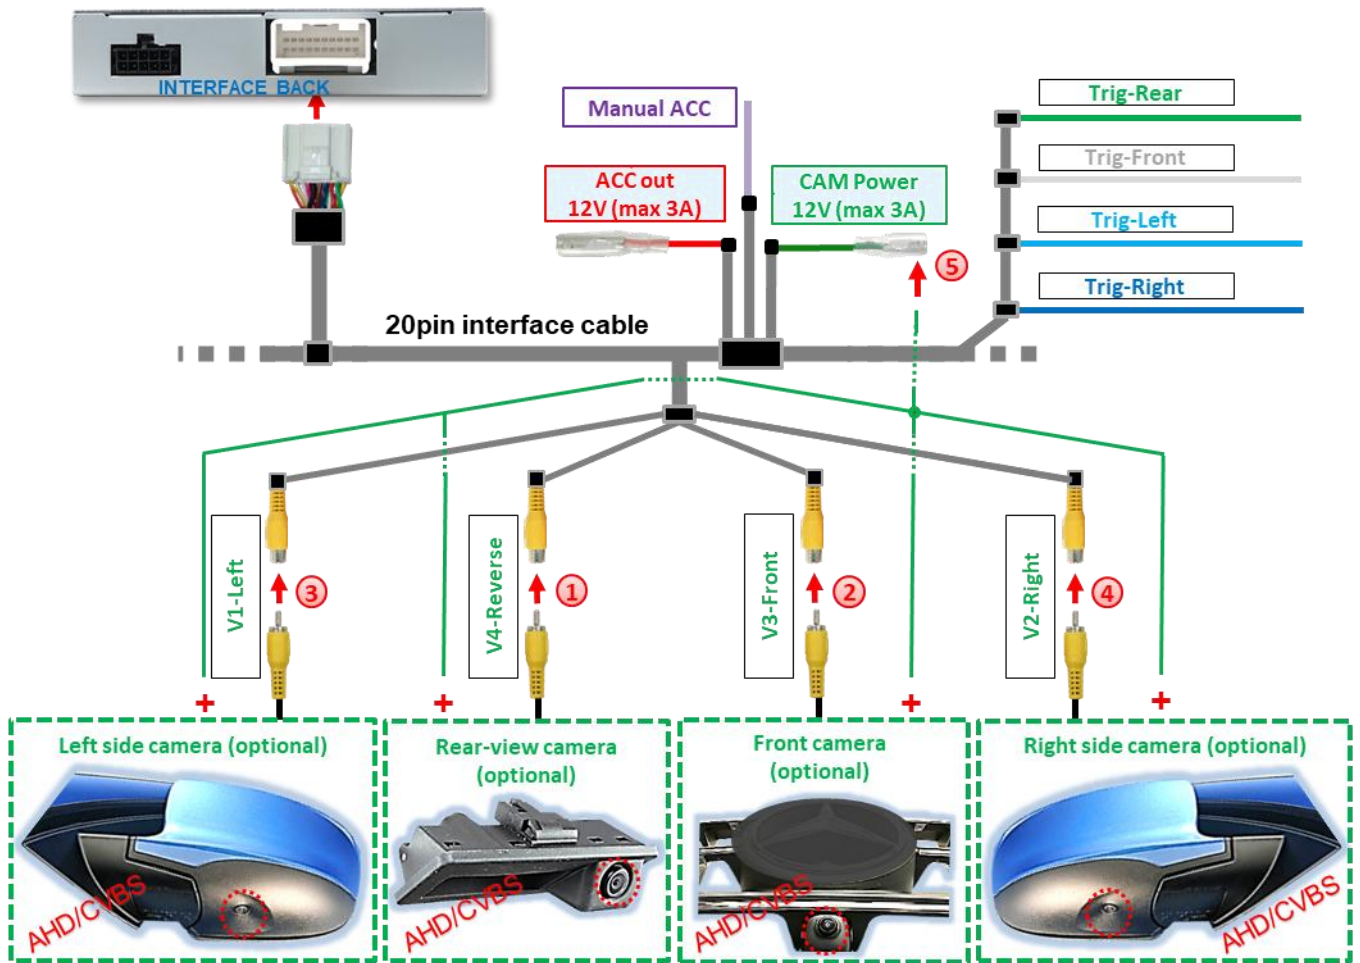 INTERFACE BACK
Manual ACC
Trig-Rear
Trig-Front
Trig-Left
Trig-Right
ACC out
12V (max 3A)
CAM Power
12V (max 3A)
5
20pin interface cable
V1-Left
3
V4-Reverse
1
V3-Front
2
V2-Right
4
+
+
+
+
Left side camera (optional)
AHD/CVBS
Rear-view camera
(optional)
AHD/CVBS
Front camera
(optional)
AHD/CVBS
Right side camera (optional)
AHD/CVBS